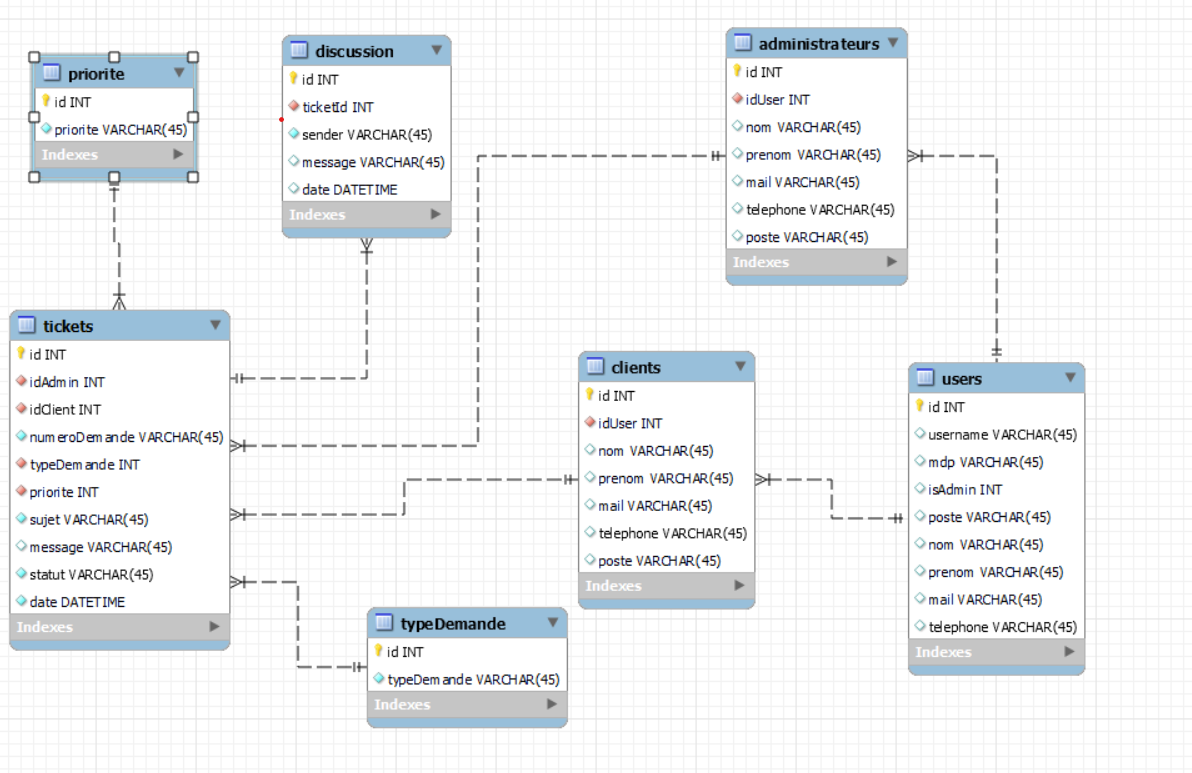 priorite
id INT
priorite VARCHAR(45)
Indexes
discussion
id INT
ticketId INT
sender VARCHAR(45)
message VARCHAR(45)
date DATETIME
Indexes
administrateurs
id INT
idUser INT
nom VARCHAR(45)
prenom VARCHAR(45)
mail VARCHAR(45)
telephone VARCHAR(45)
poste VARCHAR(45)
Indexes
tickets
id INT
idAdmin INT
idClient INT
numeroDemande VARCHAR(45)
typeDemande INT
priorite INT
sujet VARCHAR(45)
message VARCHAR(45)
statut VARCHAR(45)
date DATETIME
Indexes
clients
id INT
idUser INT
nom VARCHAR(45)
prenom VARCHAR(45)
mail VARCHAR(45)
telephone VARCHAR(45)
poste VARCHAR(45)
Indexes
users
id INT
username VARCHAR(45)
mdp VARCHAR(45)
isAdmin INT
poste VARCHAR(45)
nom VARCHAR(45)
prenom VARCHAR(45)
mail VARCHAR(45)
telephone VARCHAR(45)
Indexes
typeDemande
id INT
typeDemande VARCHAR(45)
Indexes